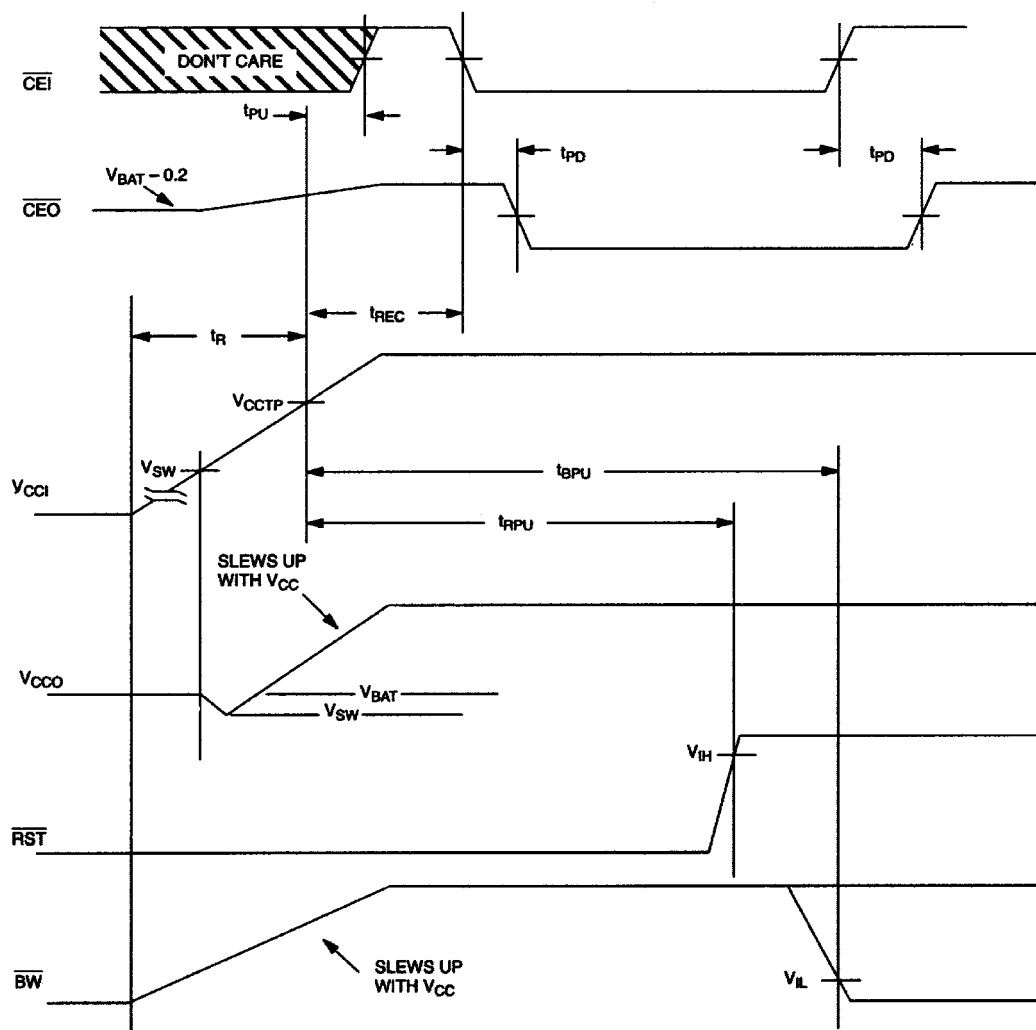 DON'T CARE
CEI
tPU
tPD
tPD
VBAT – 0.2
CEO
tREC
tR
VCCTP
VSW
tBPU
VCCI
tRPU
SLEWS UP
WITH VCC
VCCO
VBAT
VSW
VIH
RST
SLEWS UP
WITH VCC
BW
VIL